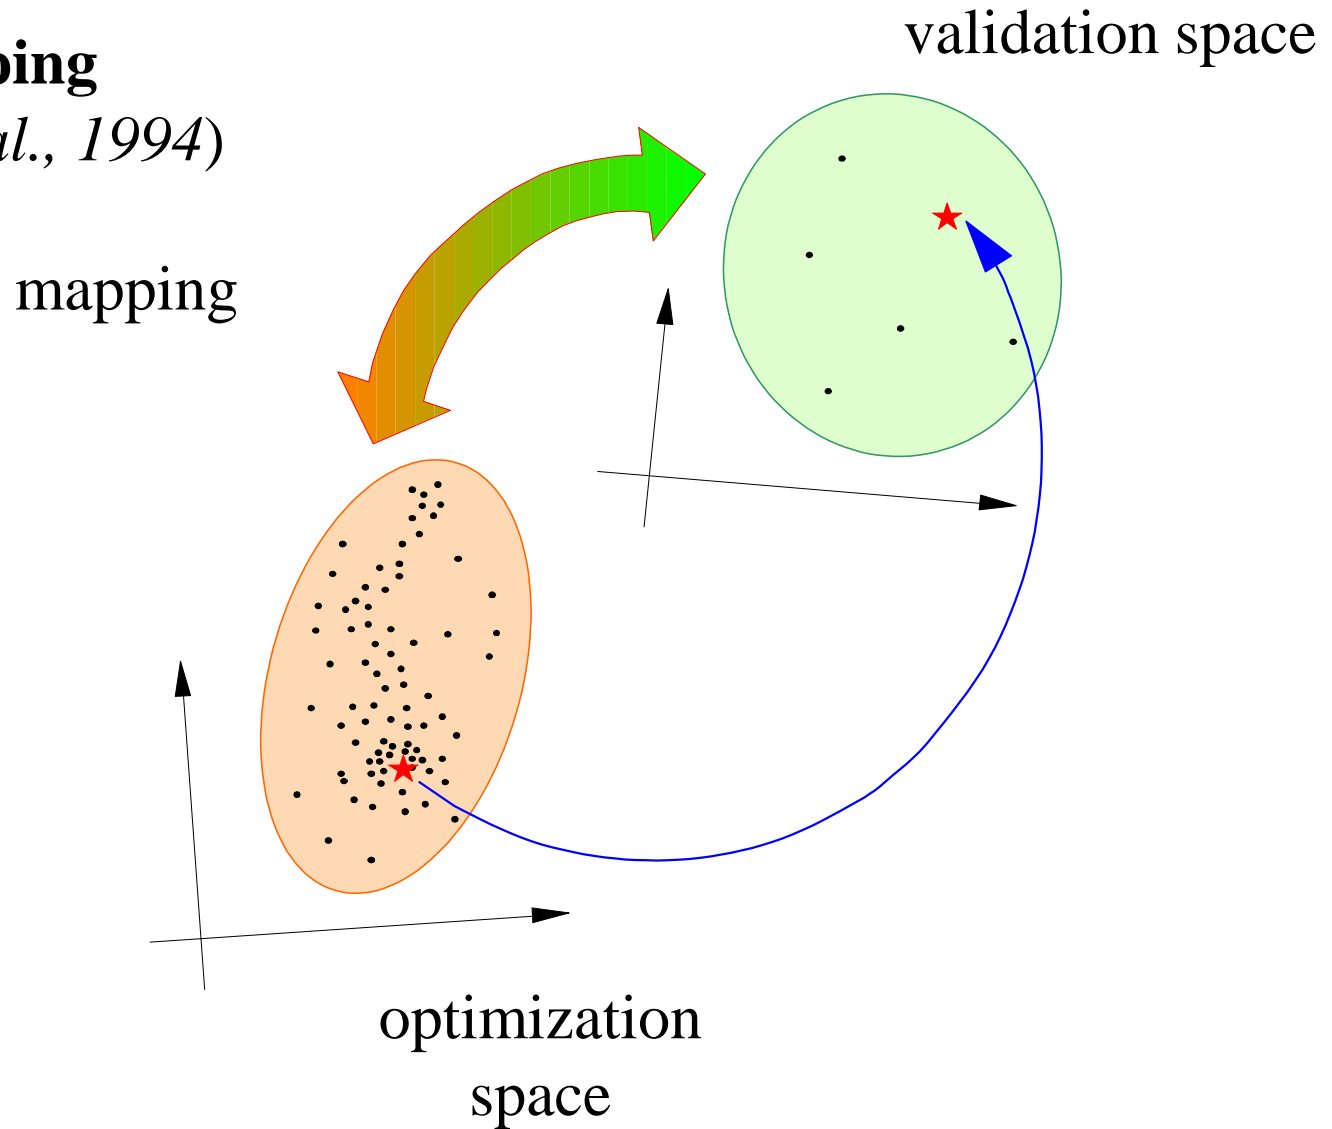 validation space
ping
al., 1994)
mapping
optimization
space